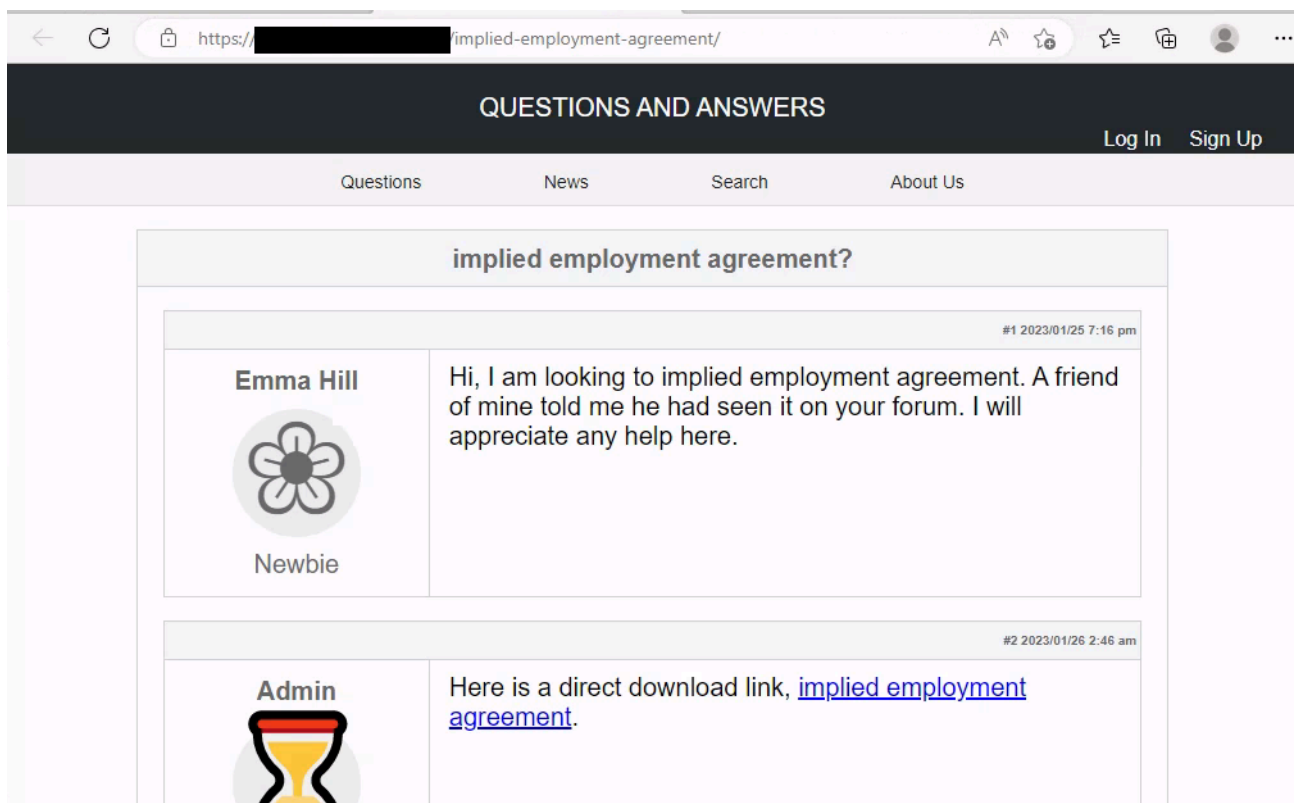 https:// /implied-employment-agreement/
QUESTIONS AND ANSWERS
Log In Sign Up
Questions News Search About Us
implied employment agreement?
#1 2023/01/25 7:16 pm
Emma Hill
Newbie
Hi, I am looking to implied employment agreement. A friend
of mine told me he had seen it on your forum. I will
appreciate any help here.
#2 2023/01/26 2:46 am
Admin
Here is a direct download link, implied employment
agreement.